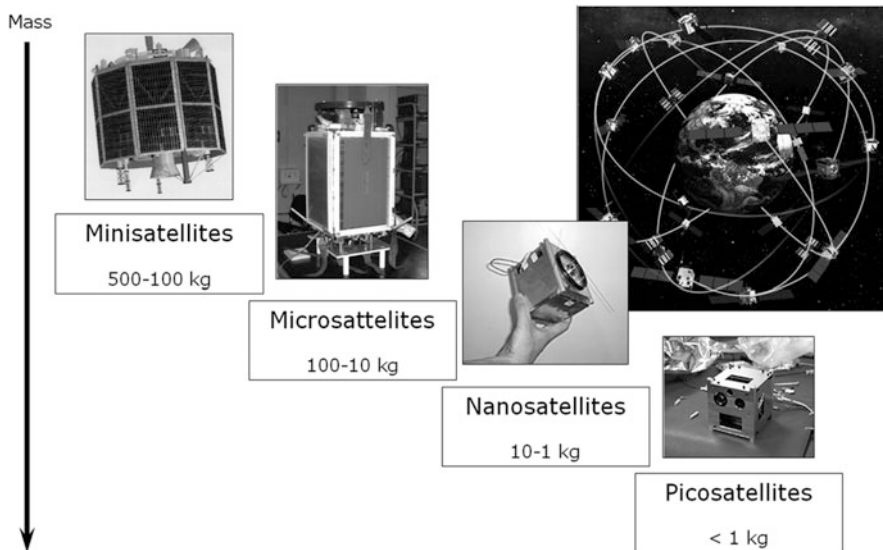 Mass
Minisatellites
500-100 kg
Microsattelites
100-10 kg
Nanosatellites
10-1 kg
Picosatellites
< 1 kg